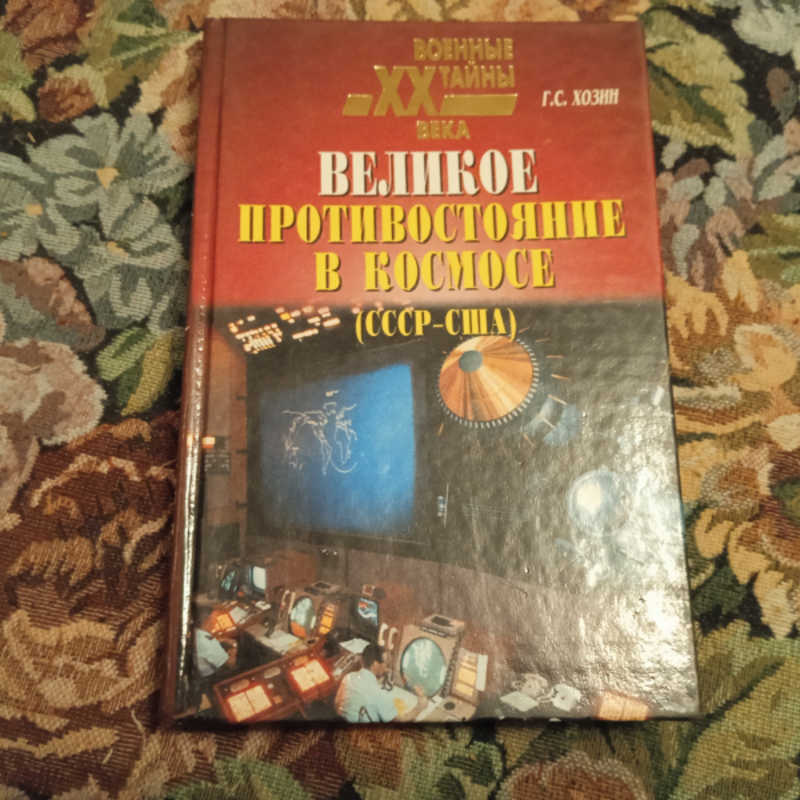 ВОЕННЫЕ
XX ТАЙНЫ
ВЕКА
Г.С. ХОЗИН
ВЕЛИКОЕ
ПРОТИВОСТОЯНИЕ
В КОСМОСЕ
(СССР-США)